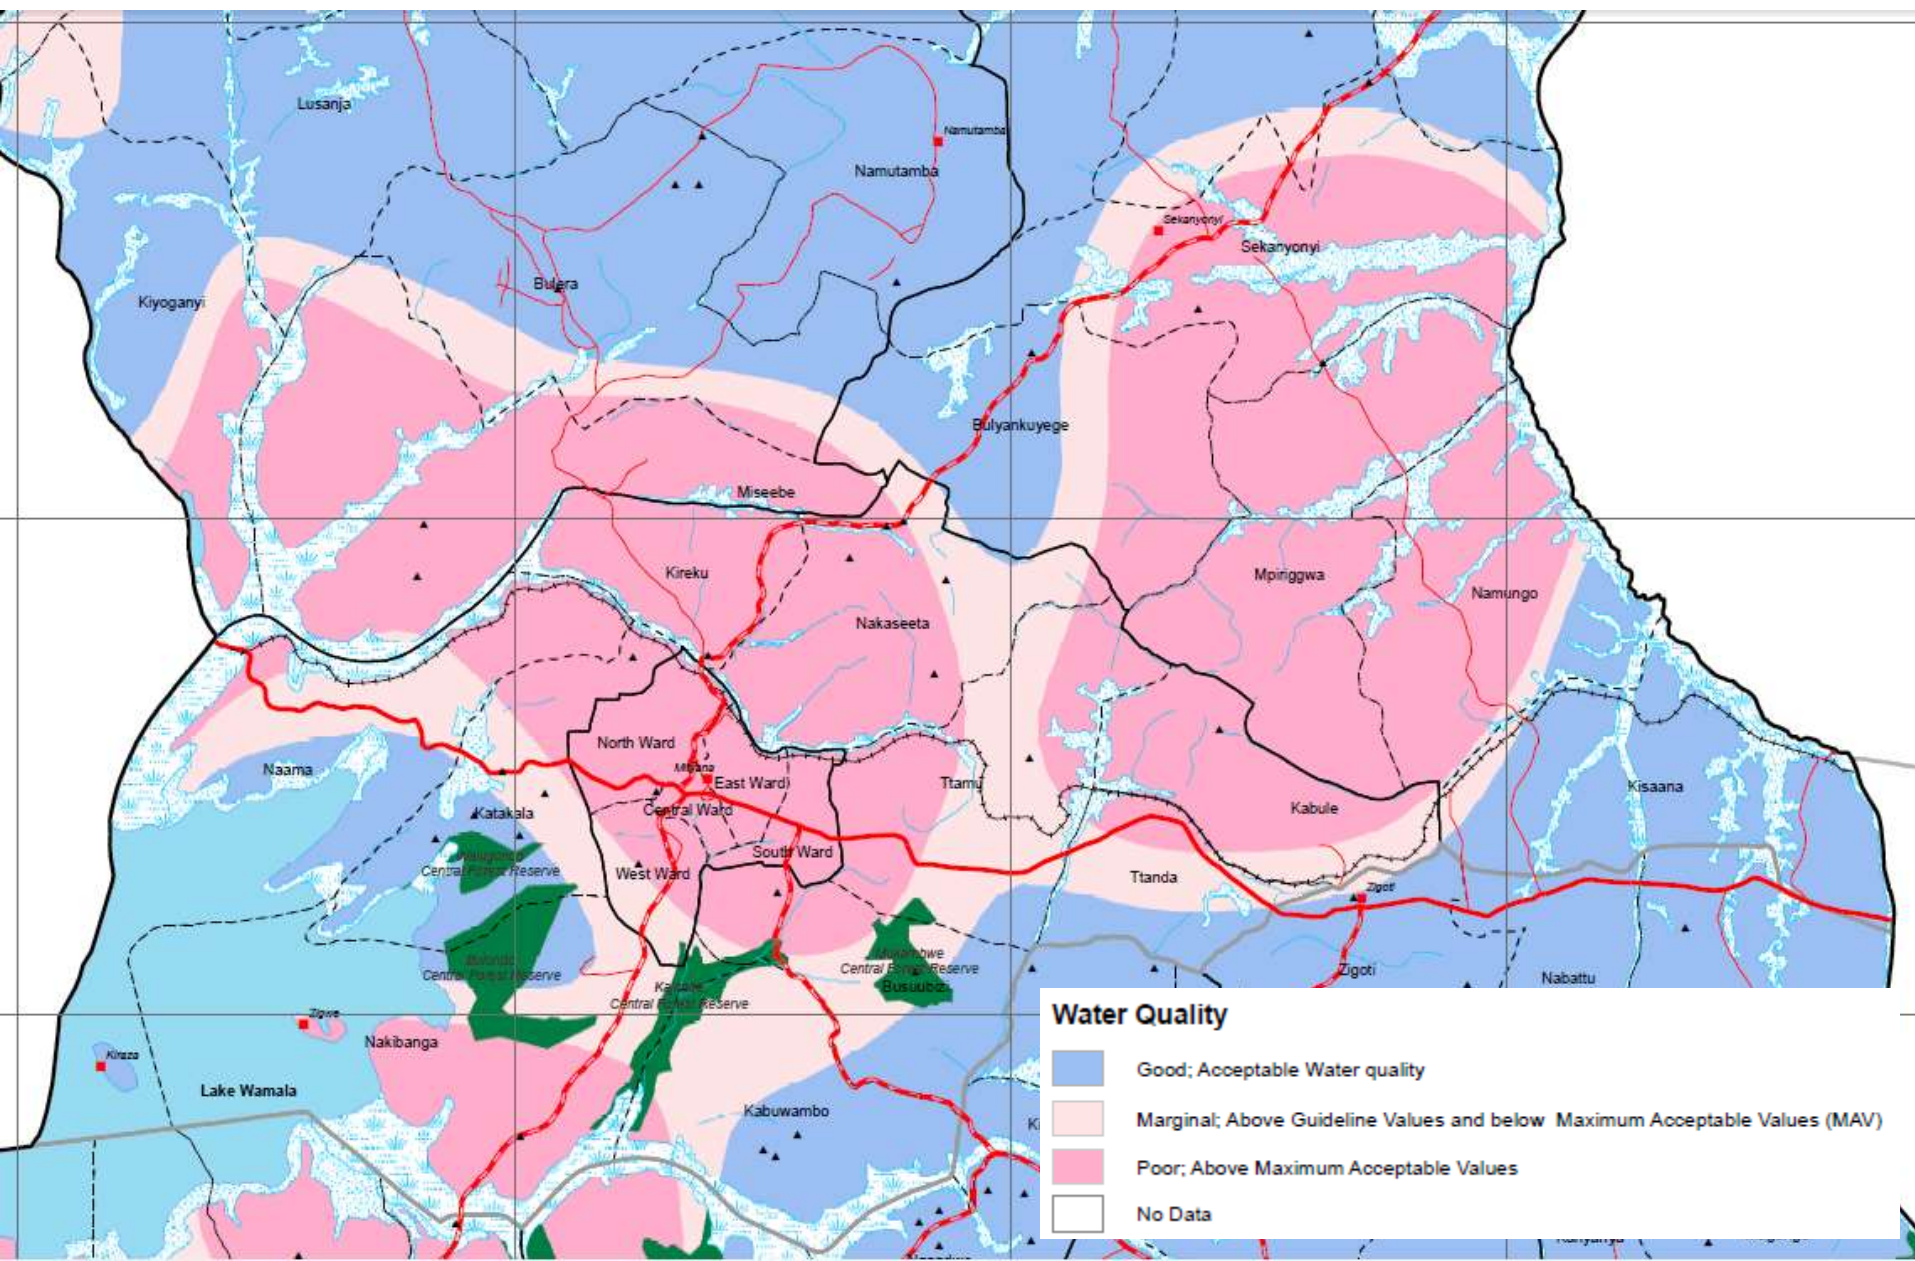 Lusanja
Namutamba
Namutamba
Sekanyonyi
Sekanyonyi
Bulera
Kiyoganyi
Bulyankuyege
Miseebe
Kireku
Mpiriggwa
Namungo
Nakaseeta
North Ward
Mityana
East Ward
Naama
Ttamu
Kisaana
Katakala
Central Ward
Kabule
South Ward
Central Forest Reserve
West Ward
Ttanda
Zigoti
Central Forest Reserve
Central Forest Reserve
Zigoti
Nabattu
Busuubizi
Central Forest Reserve
Zigwe
Nakibanga
Kiraza
Lake Wamala
Kabuwambo
Water Quality
Good; Acceptable Water quality
Marginal; Above Guideline Values and below Maximum Acceptable Values (MAV)
Poor; Above Maximum Acceptable Values
No Data